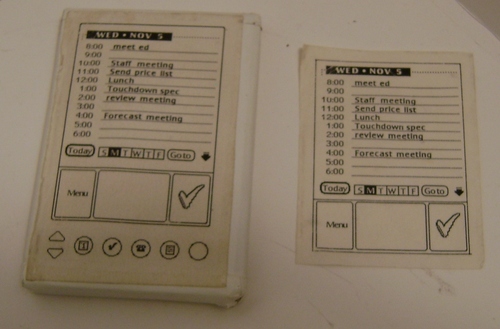 WED • NOV 5
8:00 meet ed
9:00
10:00 Staff meeting
11:00 Send price list
12:00 Lunch
1:00 Touchdown spec
2:00 review meeting
3:00
4:00 Forecast meeting
5:00
6:00
Today S M T W T F Go to
Menu
WED • NOV 5
8:00 meet ed
9:00
10:00 Staff meeting
11:00 Send price list
12:00 Lunch
1:00 Touchdown spec
2:00 review meeting
3:00
4:00 Forecast meeting
5:00
6:00
Today S M T W T F Go to
Menu